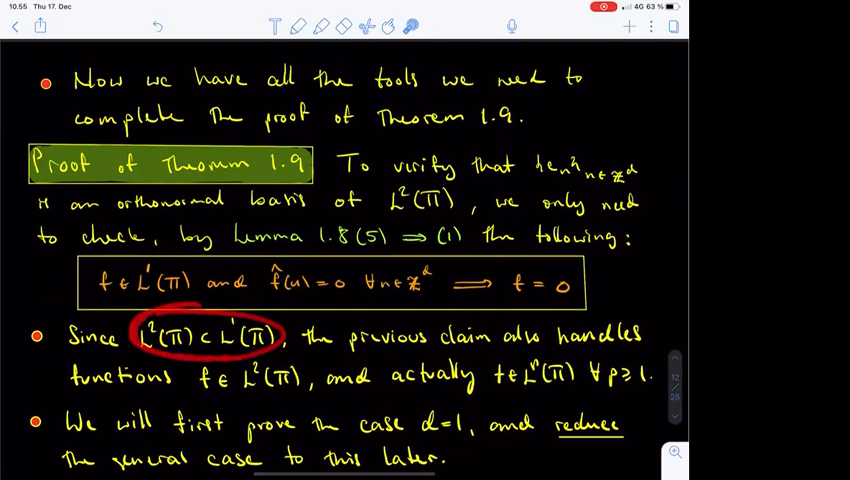 10.55 Thu 17. Dec
4G 63 %
• Now we have all the tools we need to
complete the proof of Theorem 1.9.
Proof of Theorem 1.9 To verify that {e_n}_{n∈ℤ^d}
is an orthonormal basis of L²(Π), we only need
to check, by Lemma 1.8(5) ⟹ (1) the following:
f ∈ L¹(Π) and f̂(n) = 0 ∀n∈ℤ^d ⟹ f = 0
• Since L²(Π) ⊂ L¹(Π), the previous claim also handles
functions f ∈ L²(Π), and actually f∈L^p(Π) ∀ p≥1.
12
25
• We will first prove the case d=1, and reduce
the general case to this later.